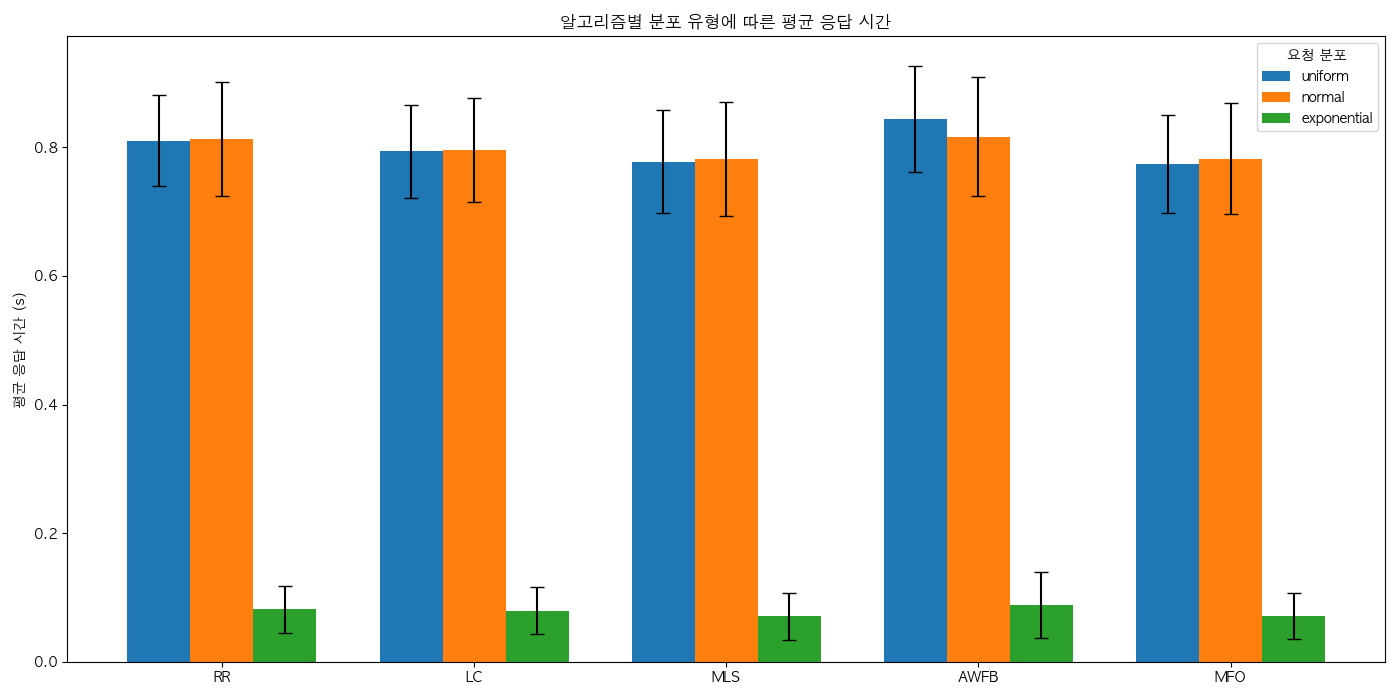 알고리즘별 분포 유형에 따른 평균 응답 시간
요청 분포
uniform
normal
exponential
평균 응답 시간 (s)
0.8
0.6
0.4
0.2
0.0
RR
LC
MLS
AWFB
MFO